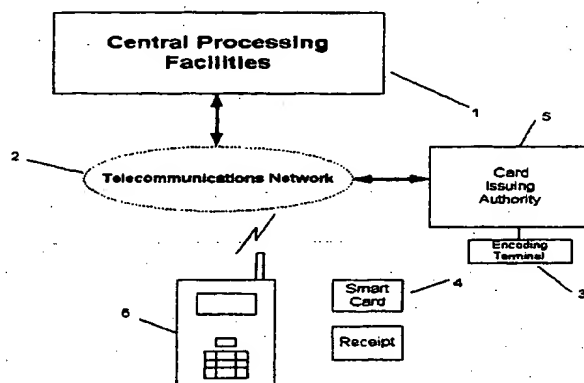 Central Processing
Facilities
1
5
2
Telecommunications Network
Card
Issuing
Authority
Encoding
Terminal
3
Smart
Card
4
6
Receipt